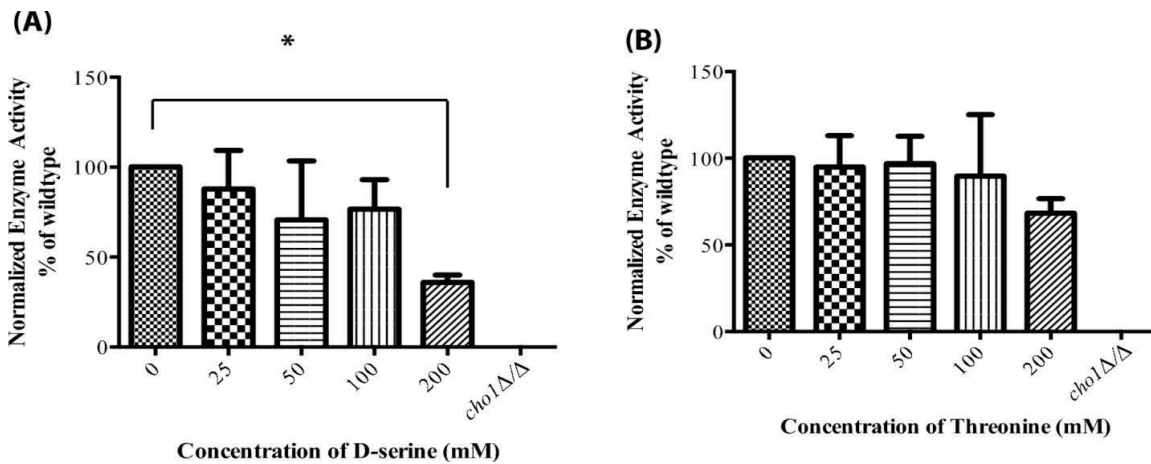 (A)
*
150
100
50
0
Normalized Enzyme Activity
% of wildtype
0
25
50
100
200
cho1Δ/Δ
Concentration of D-serine (mM)
(B)
150
100
50
0
Normalized Enzyme Activity
% of wildtype
0
25
50
100
200
cho1Δ/Δ
Concentration of Threonine (mM)